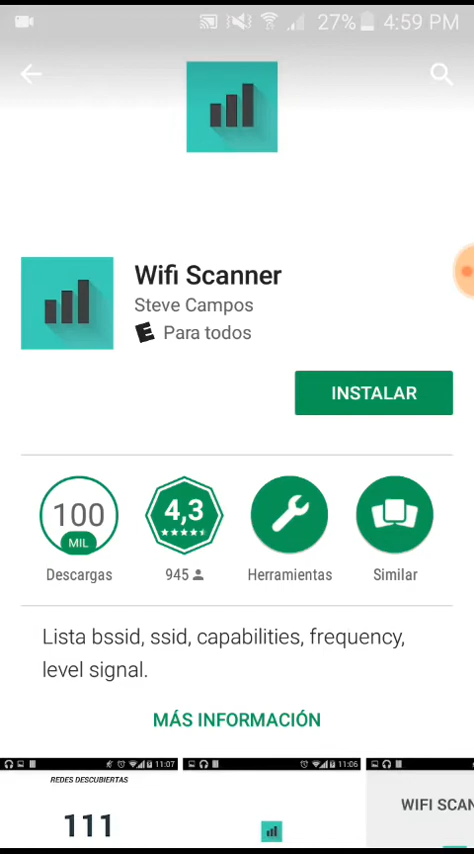 27% 4:59 PM
Wifi Scanner
Steve Campos
E Para todos
INSTALAR
100
MIL
4,3
Descargas
945
Herramientas
Similar
Lista bssid, ssid, capabilities, frequency,
level signal.
MÁS INFORMACIÓN
11:07
11:06
REDES DESCUBIERTAS
111
WIFI SCAN